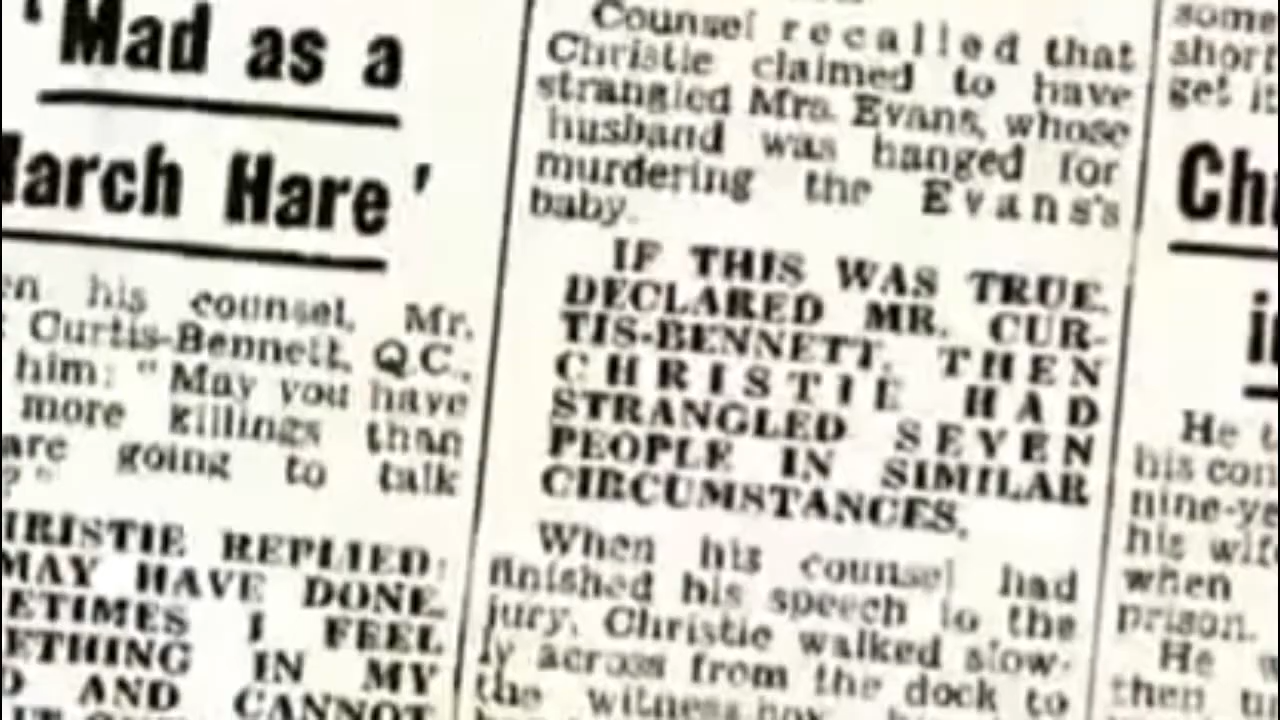 'Mad as a
March Hare'
en his counsel, Mr.
Curtis-Bennett, Q.C.,
him: "May you have
more killings than
are going to talk
?"
RISTIE REPLIED:
MAY HAVE DONE.
ETIMES I FEEL
ETHING IN MY
D AND CANNOT
Counsel recalled that
Christie claimed to have
strangled Mrs. Evans, whose
husband was hanged for
murdering the Evans's
baby.
IF THIS WAS TRUE,
DECLARED MR. CUR-
TIS-BENNETT, THEN
CHRISTIE HAD
STRANGLED SEVEN
PEOPLE IN SIMILAR
CIRCUMSTANCES.
When his counsel had
finished his speech to the
jury, Christie walked slow-
ly across from the dock to
the witness-box
some
short
get it
Ch
i
He t
his con
nine-ye
his wife
when
prison.
He w
then tu